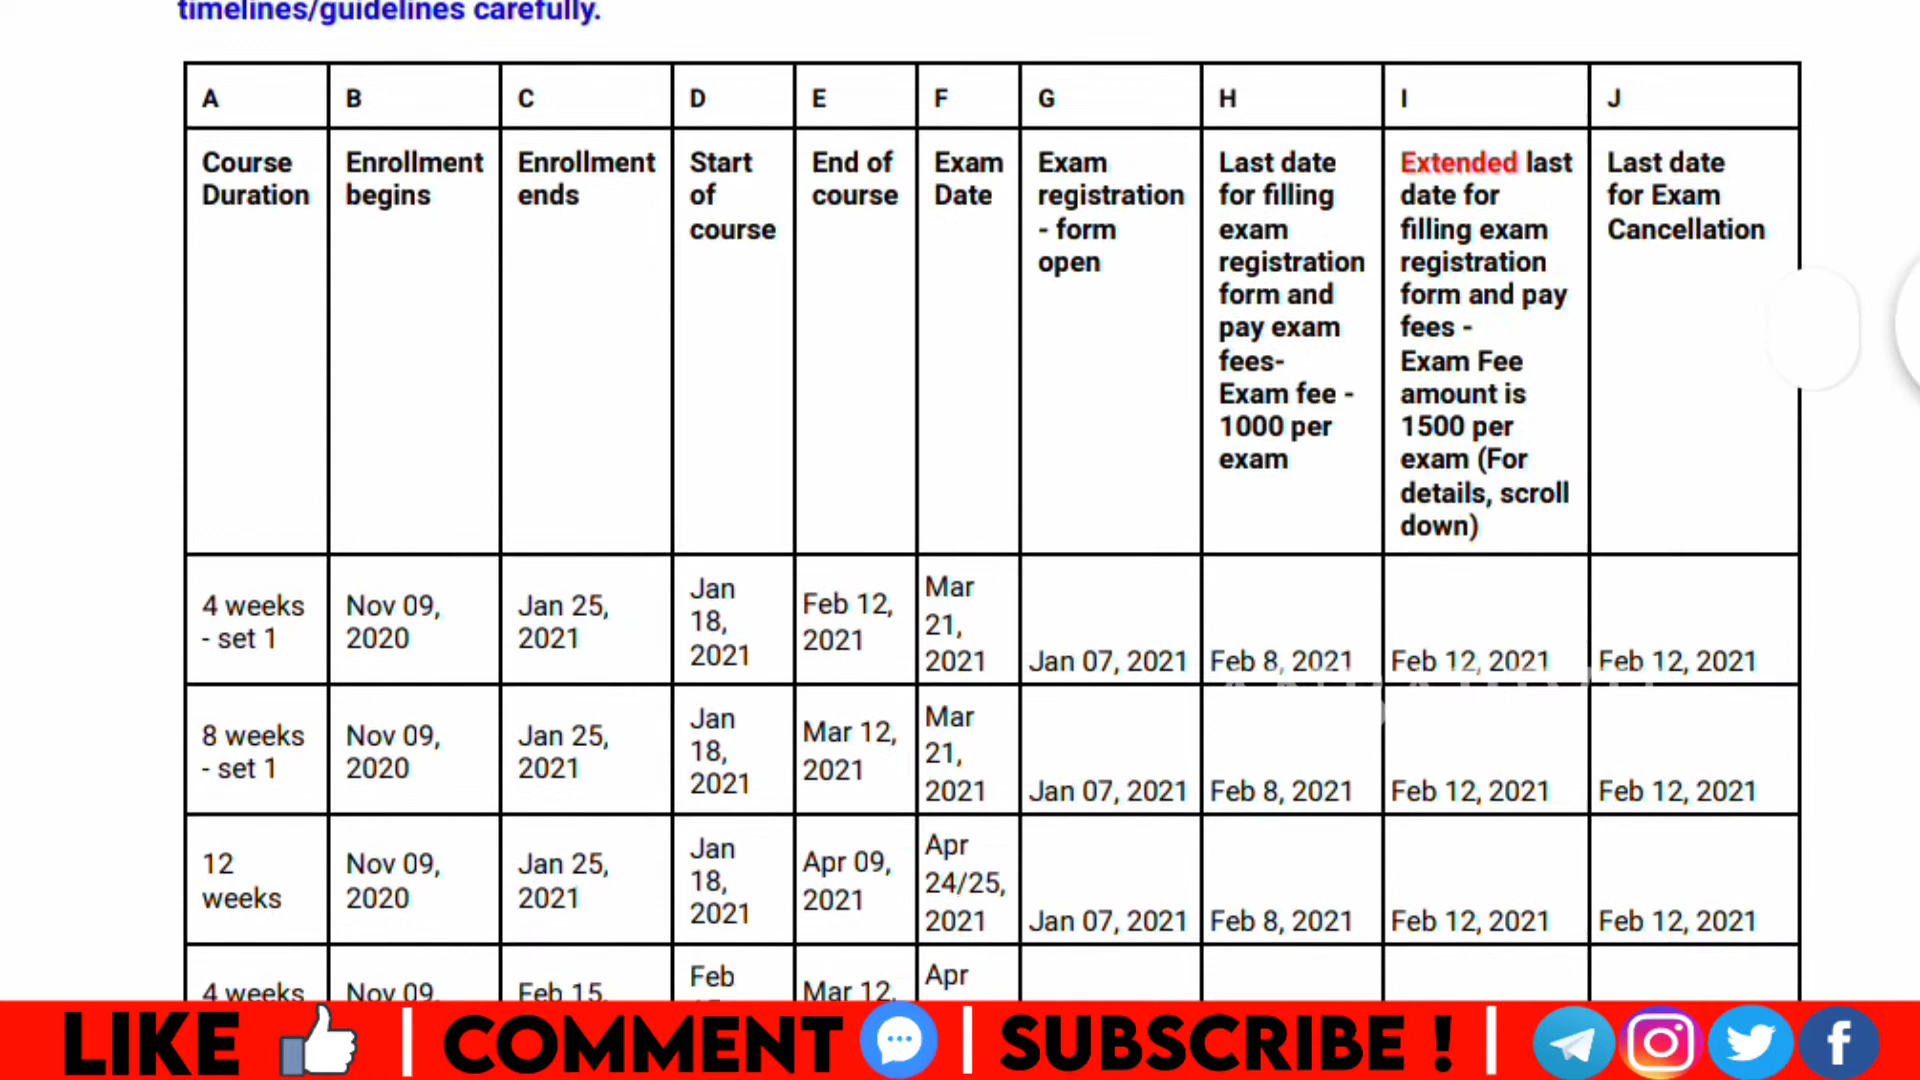 timelines/guidelines carefully.
A B C D E F G H I J
Course Duration
Enrollment begins
Enrollment ends
Start of course
End of course
Exam Date
Exam registration - form open
Last date for filling exam registration form and pay exam fees- Exam fee - 1000 per exam
Extended last date for filling exam registration form and pay fees - Exam Fee amount is 1500 per exam (For details, scroll down)
Last date for Exam Cancellation
4 weeks - set 1 Nov 09, 2020 Jan 25, 2021 Jan 18, 2021 Feb 12, 2021 Mar 21, 2021 Jan 07, 2021 Feb 8, 2021 Feb 12, 2021 Feb 12, 2021
8 weeks - set 1 Nov 09, 2020 Jan 25, 2021 Jan 18, 2021 Mar 12, 2021 Mar 21, 2021 Jan 07, 2021 Feb 8, 2021 Feb 12, 2021 Feb 12, 2021
12 weeks Nov 09, 2020 Jan 25, 2021 Jan 18, 2021 Apr 09, 2021 Apr 24/25, 2021 Jan 07, 2021 Feb 8, 2021 Feb 12, 2021 Feb 12, 2021
4 weeks Nov 09, Feb 15, Feb Mar 12, Apr
LIKE | COMMENT | SUBSCRIBE ! |